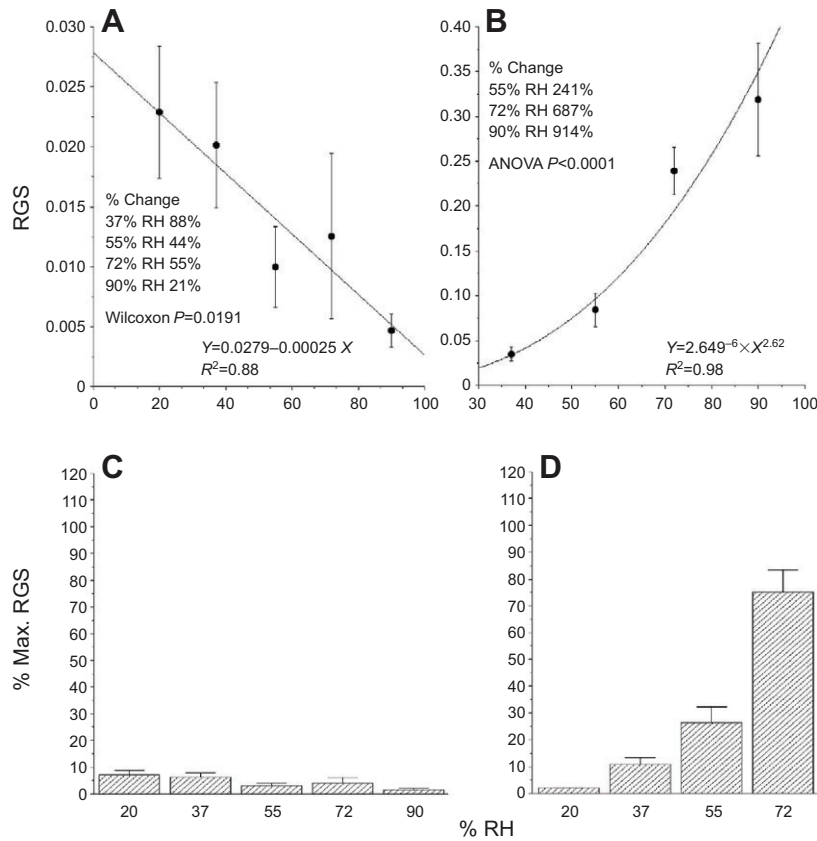 A
B
RGS
0.030
0.025
0.020
0.015
0.010
0.005
0
% Change
37% RH 88%
55% RH 44%
72% RH 55%
90% RH 21%
Wilcoxon P=0.0191
Y=0.0279–0.00025 X
R²=0.88
0 20 40 60 80 100
0.40
0.35
0.30
0.25
0.20
0.15
0.10
0.05
0
% Change
55% RH 241%
72% RH 687%
90% RH 914%
ANOVA P<0.0001
Y=2.649⁻⁶×X²·⁶²
R²=0.98
30 40 50 60 70 80 90 100
C
D
% Max. RGS
120
110
100
90
80
70
60
50
40
30
20
10
0
20 37 55 72 90
120
110
100
90
80
70
60
50
40
30
20
10
0
20 37 55 72
% RH